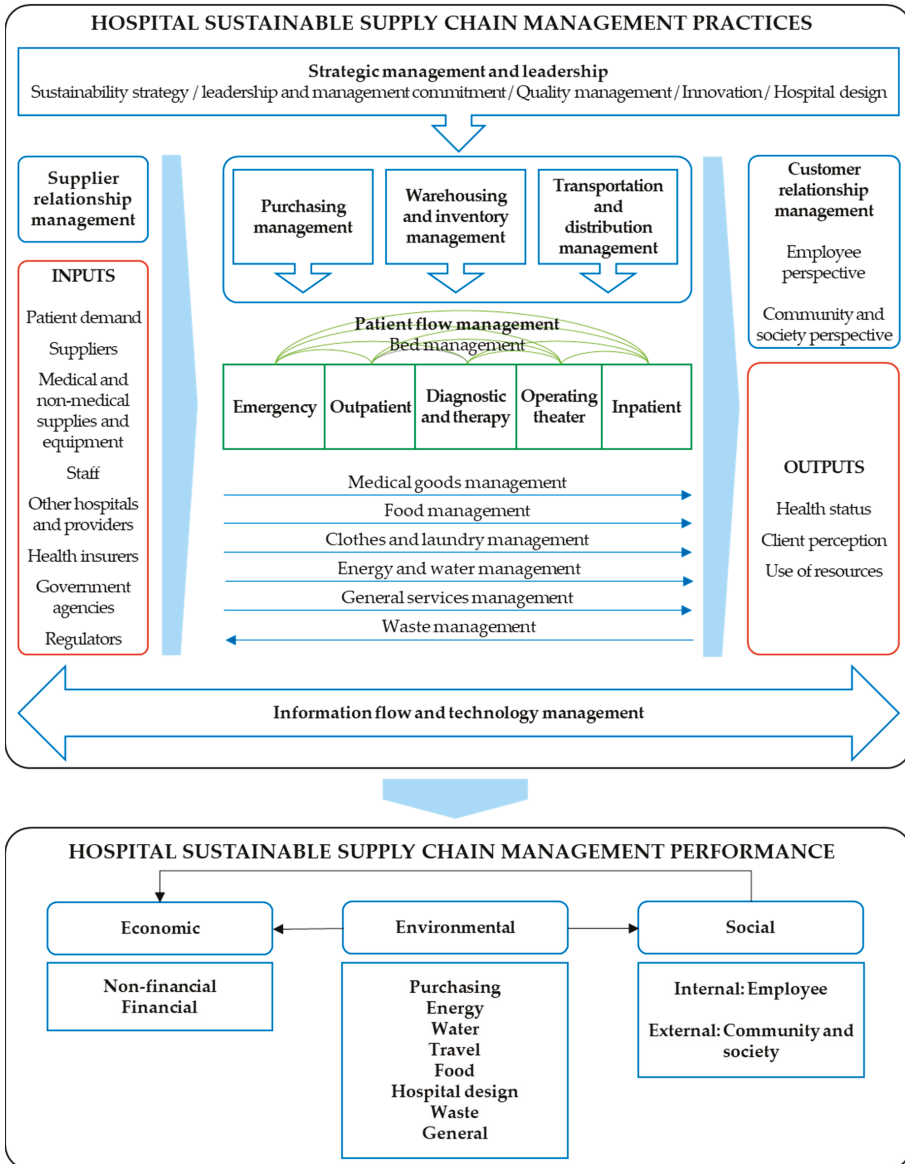 HOSPITAL SUSTAINABLE SUPPLY CHAIN MANAGEMENT PRACTICES
Strategic management and leadership
Sustainability strategy / leadership and management commitment / Quality management / Innovation / Hospital design
Supplier
relationship
management
INPUTS
Patient demand
Suppliers
Medical and
non-medical
supplies and
equipment
Staff
Other hospitals
and providers
Health insurers
Government
agencies
Regulators
Purchasing
management
Warehousing
and inventory
management
Transportation
and
distribution
management
Patient flow management
Bed management
Emergency
Outpatient
Diagnostic
and therapy
Operating
theater
Inpatient
Medical goods management
Food management
Clothes and laundry management
Energy and water management
General services management
Waste management
Customer
relationship
management
Employee
perspective
Community and
society perspective
OUTPUTS
Health status
Client perception
Use of resources
Information flow and technology management
HOSPITAL SUSTAINABLE SUPPLY CHAIN MANAGEMENT PERFORMANCE
Economic
Non-financial
Financial
Environmental
Purchasing
Energy
Water
Travel
Food
Hospital design
Waste
General
Social
Internal: Employee
External: Community and
society